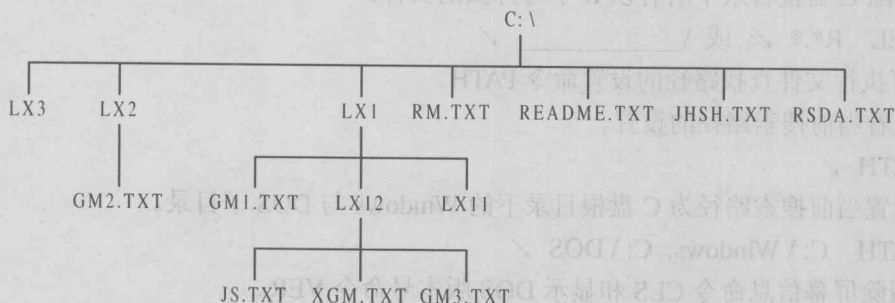 C:\
LX3 LX2 LX1 RM.TXT README.TXT JHSH.TXT RSDA.TXT
GM2.TXT GM1.TXT LX12 LX11
JS.TXT XGM.TXT GM3.TXT